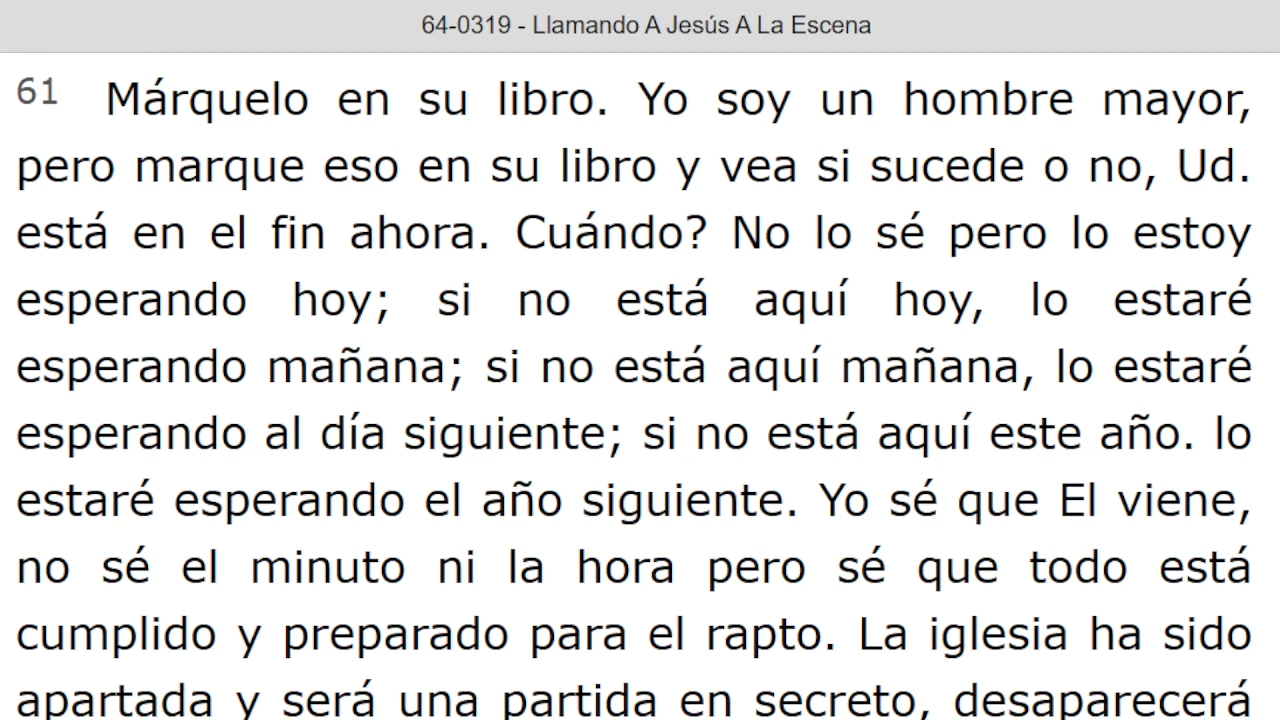 64-0319 - Llamando A Jesús A La Escena
61 Márquelo en su libro. Yo soy un hombre mayor,
pero marque eso en su libro y vea si sucede o no, Ud.
está en el fin ahora. Cuándo? No lo sé pero lo estoy
esperando hoy; si no está aquí hoy, lo estaré
esperando mañana; si no está aquí mañana, lo estaré
esperando al día siguiente; si no está aquí este año. lo
estaré esperando el año siguiente. Yo sé que El viene,
no sé el minuto ni la hora pero sé que todo está
cumplido y preparado para el rapto. La iglesia ha sido
apartada y será una partida en secreto, desaparecerá